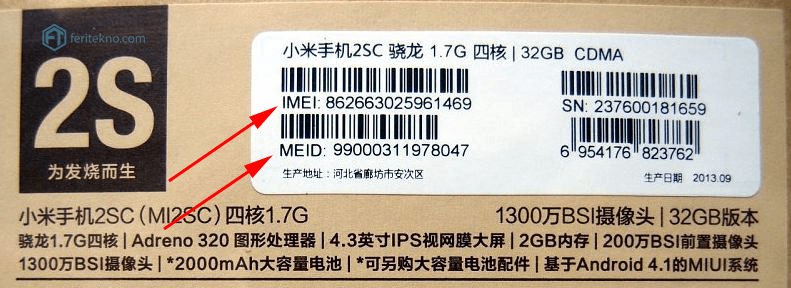 feritekno.com
2S
为发烧而生
小米手机2SC 骁龙 1.7G 四核 | 32GB CDMA
IMEI: 862663025961469
SN: 237600181659
MEID: 99000311978047
6 954176 823762
生产地址: 河北省廊坊市安次区
生产日期 2013.09
小米手机2SC(MI2SC)四核1.7G
1300万BSI摄像头 | 32GB版本
骁龙1.7G四核 | Adreno 320 图形处理器 | 4.3英寸IPS视网膜大屏 | 2GB内存 | 200万BSI前置摄像头
1300万BSI摄像头 | *2000mAh大容量电池 | *可另购大容量电池配件 | 基于Android 4.1的MIUI系统